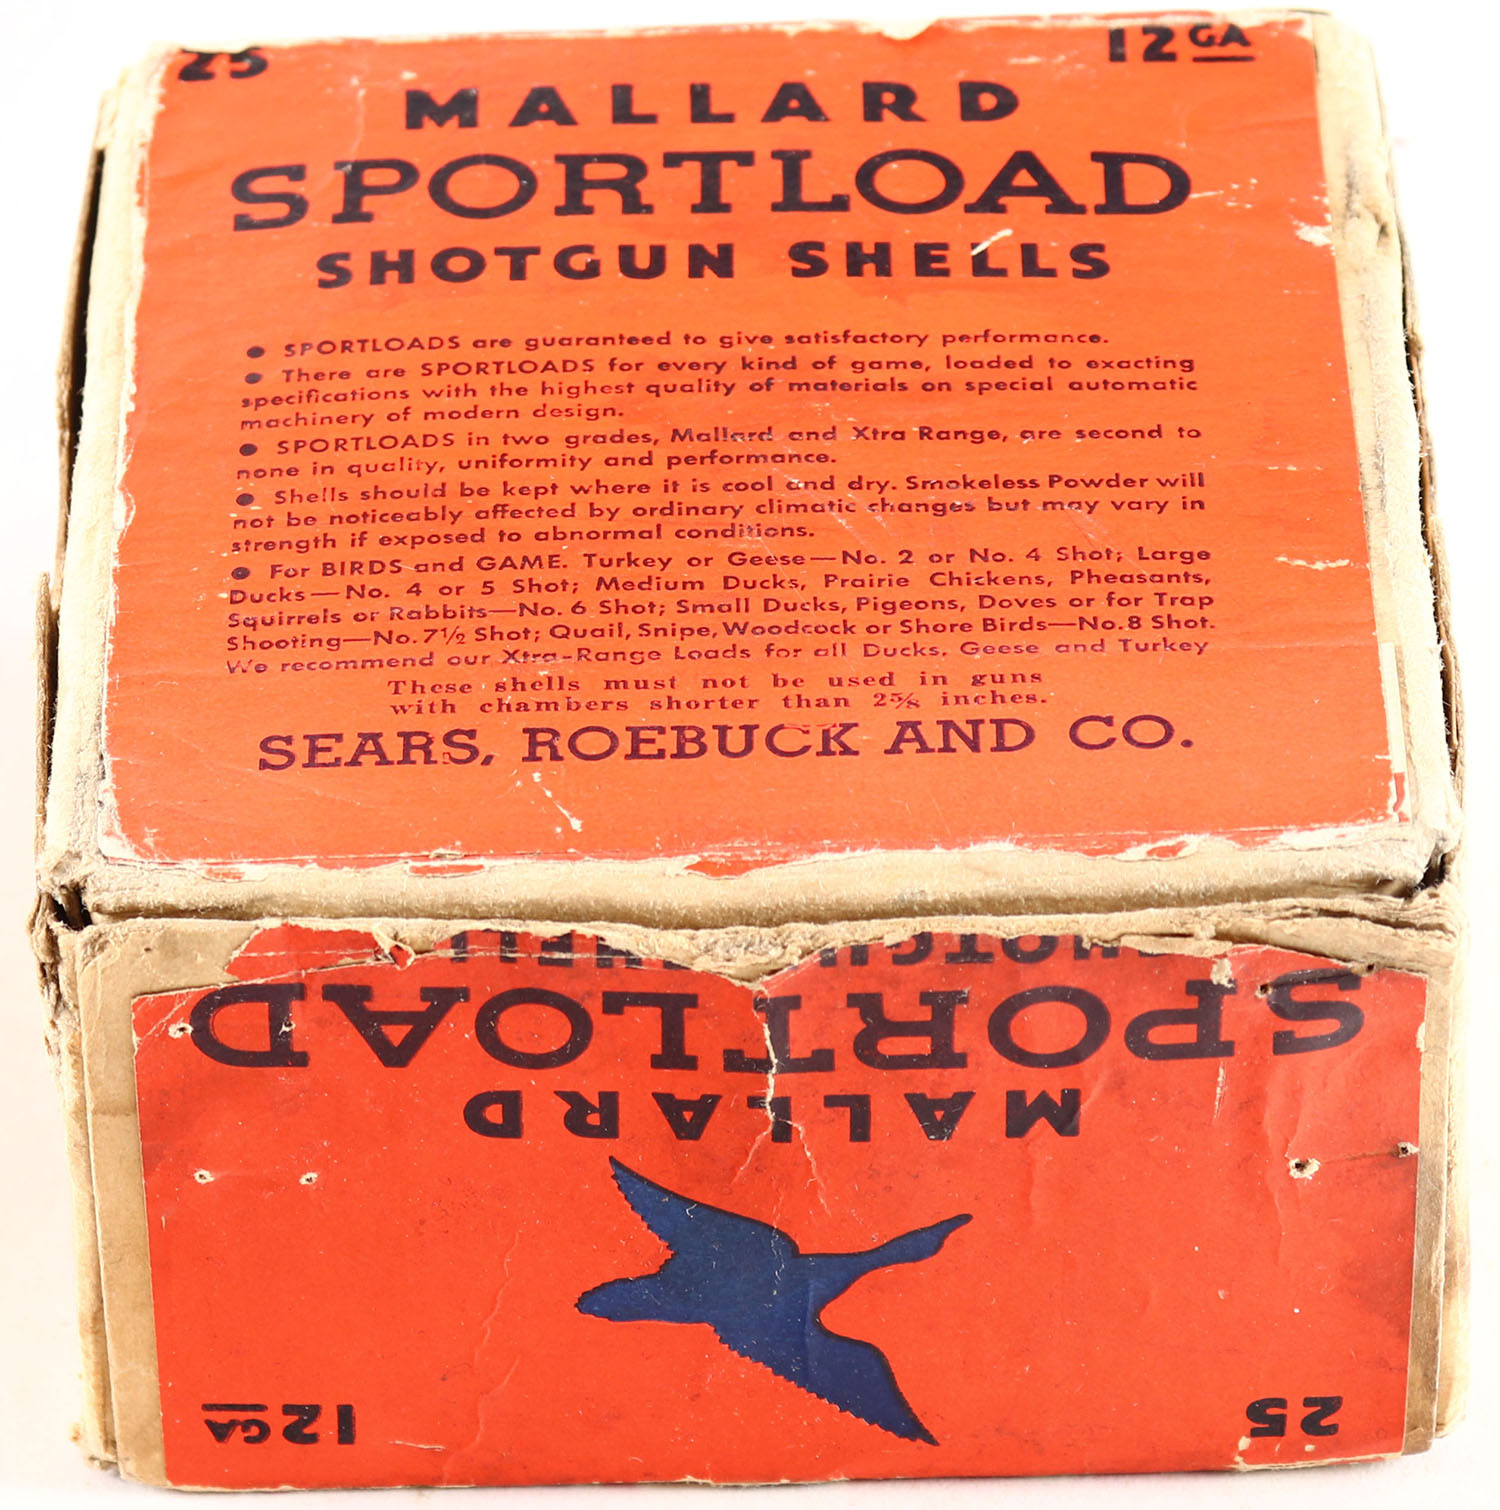 25 12 GA
MALLARD
SPORTLOAD
SHOTGUN SHELLS
● SPORTLOADS are guaranteed to give satisfactory performance.
● There are SPORTLOADS for every kind of game, loaded to exacting
specifications with the highest quality of materials on special automatic
machinery of modern design.
● SPORTLOADS in two grades, Mallard and Xtra Range, are second to
none in quality, uniformity and performance.
● Shells should be kept where it is cool and dry. Smokeless Powder will
not be noticeably affected by ordinary climatic changes but may vary in
strength if exposed to abnormal conditions.
● For BIRDS and GAME. Turkey or Geese—No. 2 or No. 4 Shot; Large
Ducks—No. 4 or 5 Shot; Medium Ducks, Prairie Chickens, Pheasants,
Squirrels or Rabbits—No. 6 Shot; Small Ducks, Pigeons, Doves or for Trap
Shooting—No. 7½ Shot; Quail, Snipe, Woodcock or Shore Birds—No. 8 Shot.
We recommend our Xtra-Range Loads for all Ducks, Geese and Turkey
These shells must not be used in guns
with chambers shorter than 2⅝ inches.
SEARS, ROEBUCK AND CO.
25 12 GA
MALLARD
SPORTLOAD